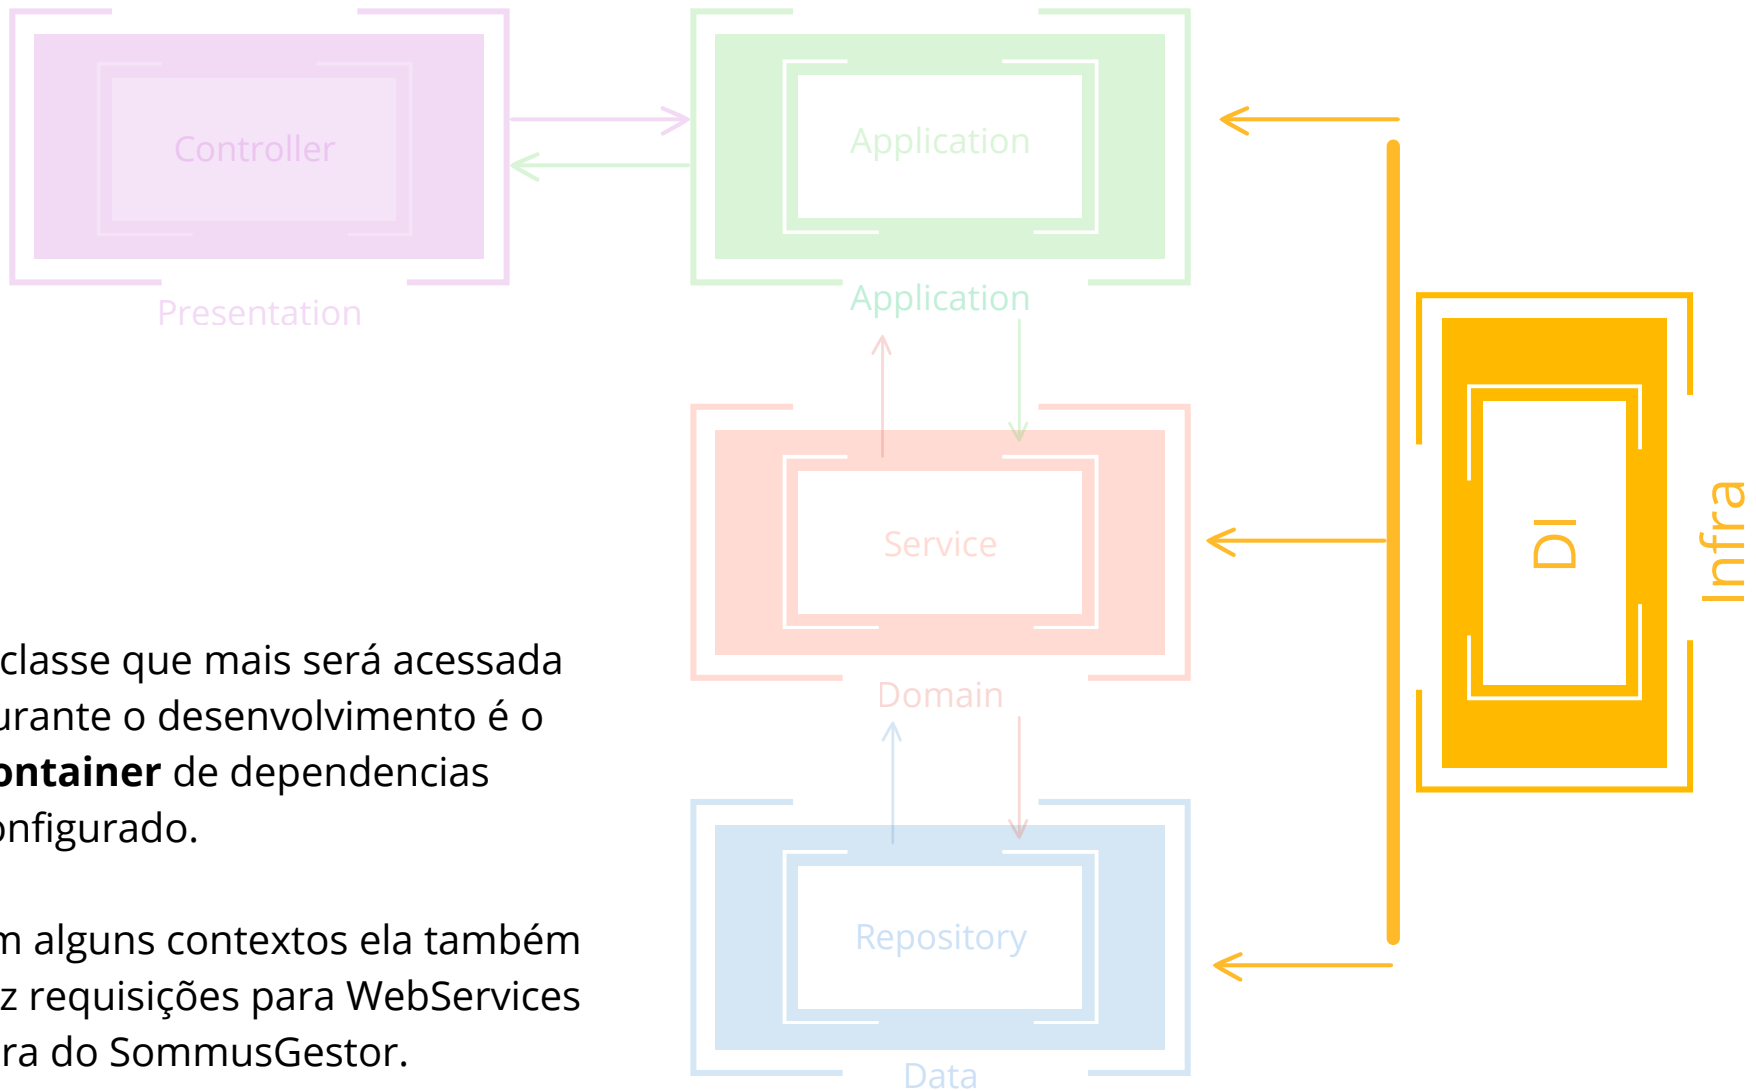 Controller
Presentation
Application
Application
Service
Domain
Repository
Data
DI
Infra
classe que mais será acessada
urante o desenvolvimento é o
ontainer de dependencias
onfigurado.
m alguns contextos ela também
z requisições para WebServices
ra do SommusGestor.